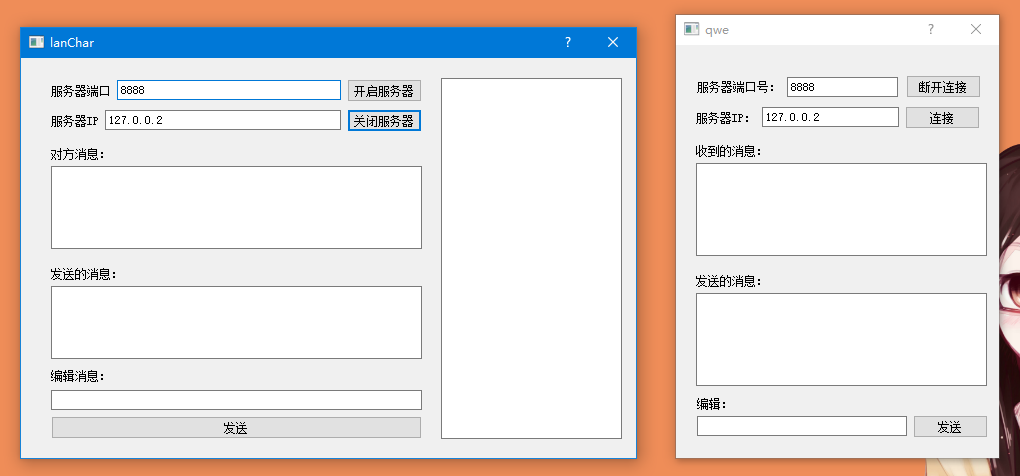 lanChar
服务器端口 8888 开启服务器
服务器IP 127.0.0.2 关闭服务器
对方消息：
发送的消息：
编辑消息：
发送
qwe
服务器端口号： 8888 断开连接
服务器IP： 127.0.0.2 连接
收到的消息：
发送的消息：
编辑：
发送